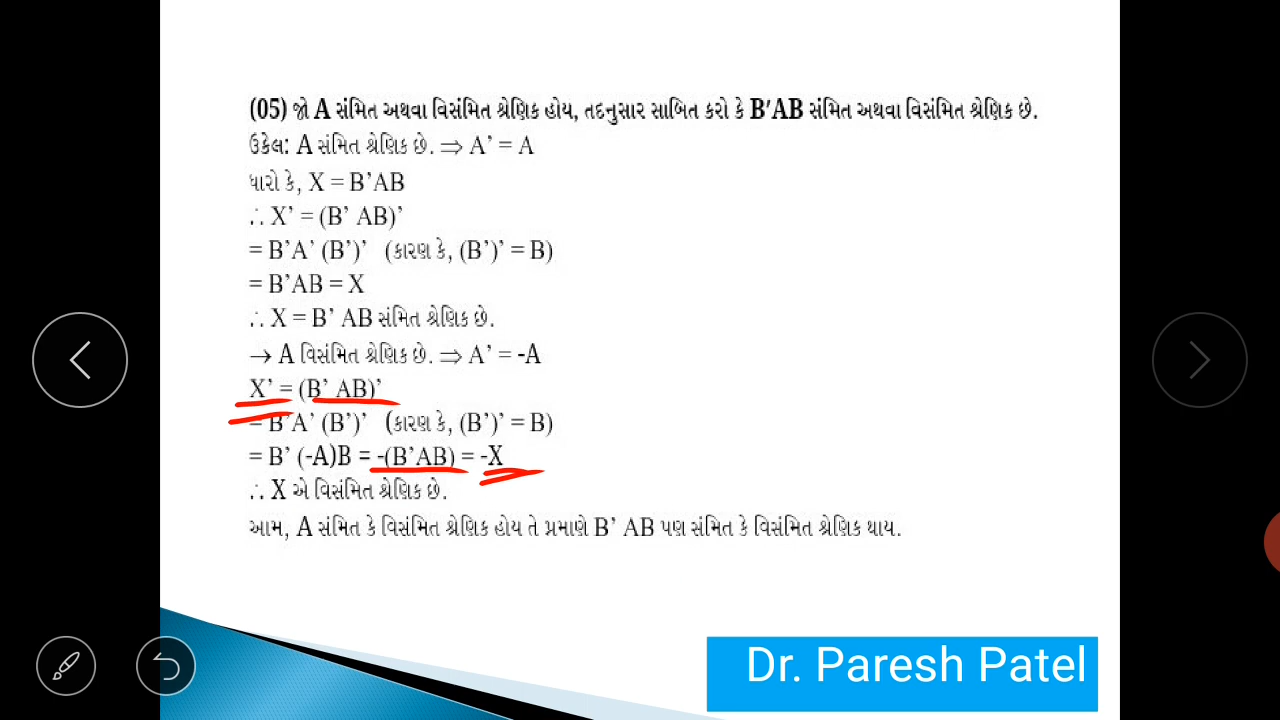 (05) જો A સંમિત અથવા વિસંમિત શ્રેણિક હોય, તદનુસાર સાબિત કરો કે B'AB સંમિત અથવા વિસંમિત શ્રેણિક છે.
ઉકેલ: A સંમિત શ્રેણિક છે. ⇒ A’ = A
ધારો કે, X = B’AB
∴ X’ = (B’ AB)’
= B’A’ (B’)’ (કારણ કે, (B’)’ = B)
= B’AB = X
∴ X = B’ AB સંમિત શ્રેણિક છે.
→ A વિસંમિત શ્રેણિક છે. ⇒ A’ = -A
X’ = (B’ AB)’
= B’A’ (B’)’ (કારણ કે, (B’)’ = B)
= B’ (-A)B = -(B’AB) = -X
∴ X એ વિસંમિત શ્રેણિક છે.
આમ, A સંમિત કે વિસંમિત શ્રેણિક હોય તે પ્રમાણે B’ AB પણ સંમિત કે વિસંમિત શ્રેણિક થાય.
Dr. Paresh Patel